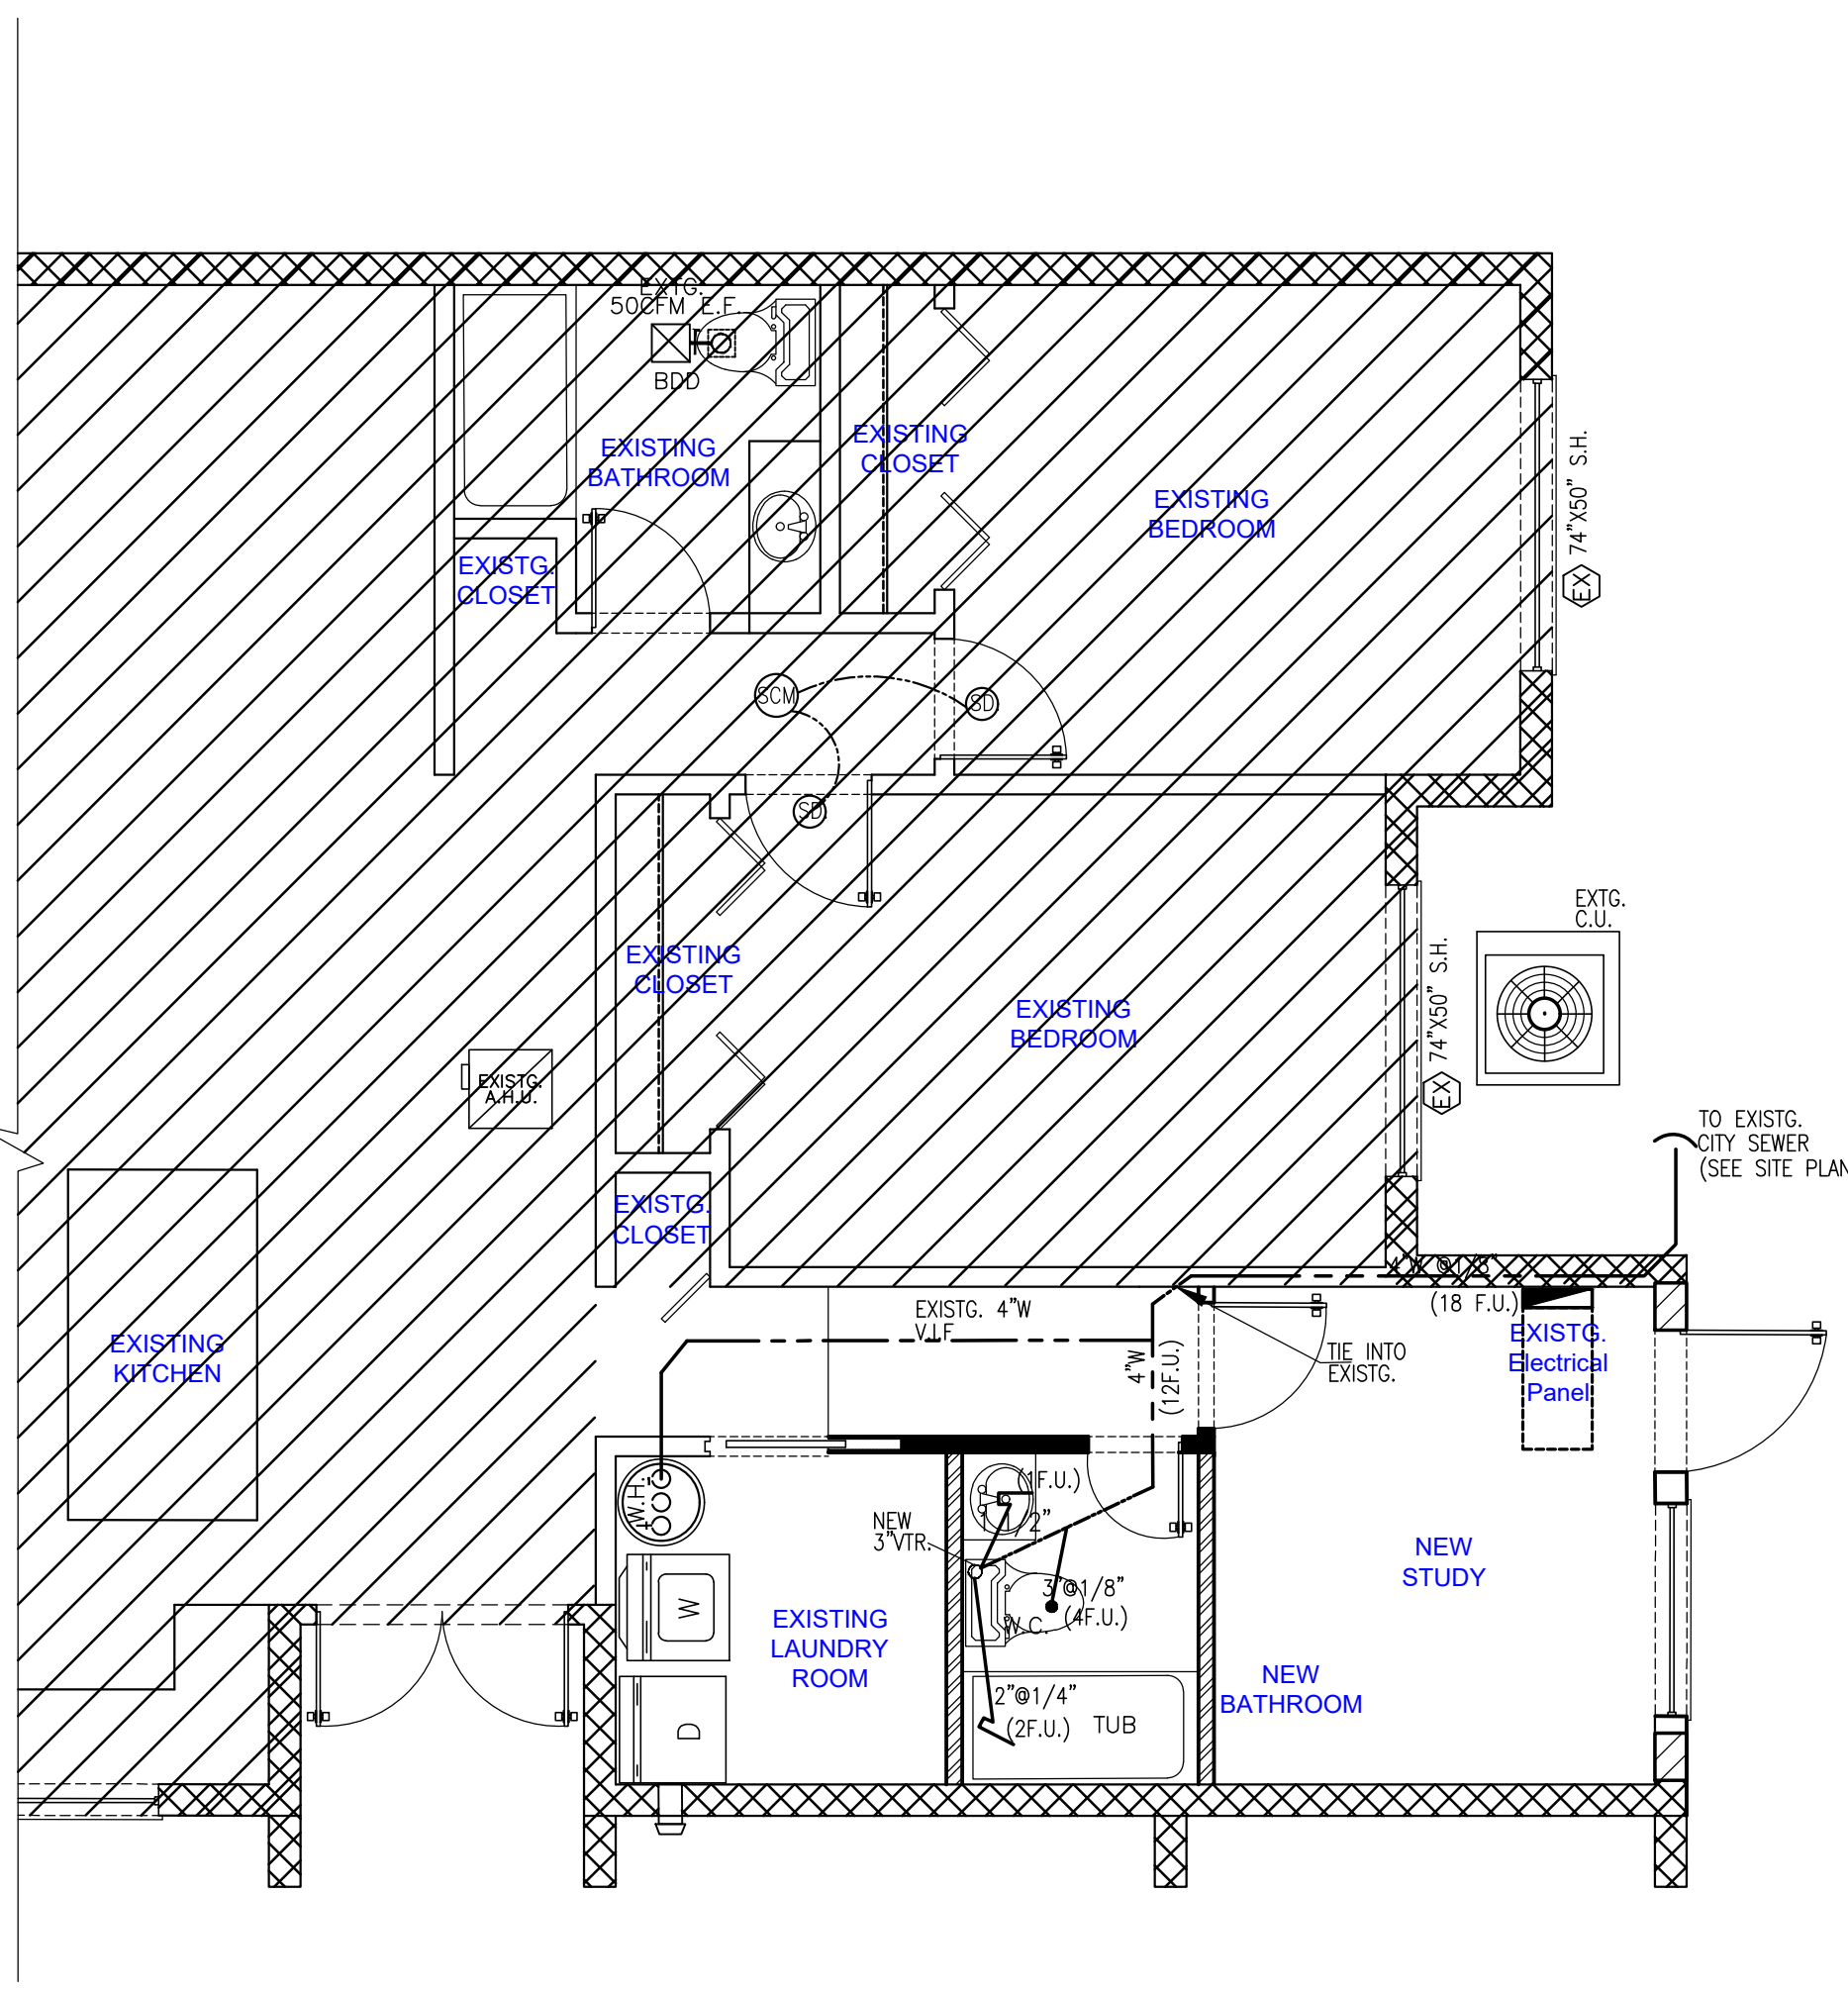 EXTG.
50CFM E.F.
BDD
EXISTING
BATHROOM
EXISTING
CLOSET
EXISTING
BEDROOM
74"X50" S.H.
EX
EXISTG.
CLOSET
SCM
SD.
SD.
EXTG.
C.U.
EXISTING
CLOSET
EXISTING
BEDROOM
74"X50" S.H.
EX
EXISTG.
A.H.U.
TO EXISTG.
CITY SEWER
(SEE SITE PLAN
EXISTG.
CLOSET
4"W @1/8"
(18 F.U.)
EXISTG. 4"W
V.I.F
EXISTING
KITCHEN
4"W
(12F.U.)
TIE INTO
EXISTG.
EXISTG.
Electrical
Panel
W.H.
(1F.U.)
1 1/2"
NEW
3"VTR.
NEW
STUDY
3"@1/8"
(4F.U.)
W.C.
W
EXISTING
LAUNDRY
ROOM
NEW
BATHROOM
2"@1/4"
(2F.U.)
TUB
D